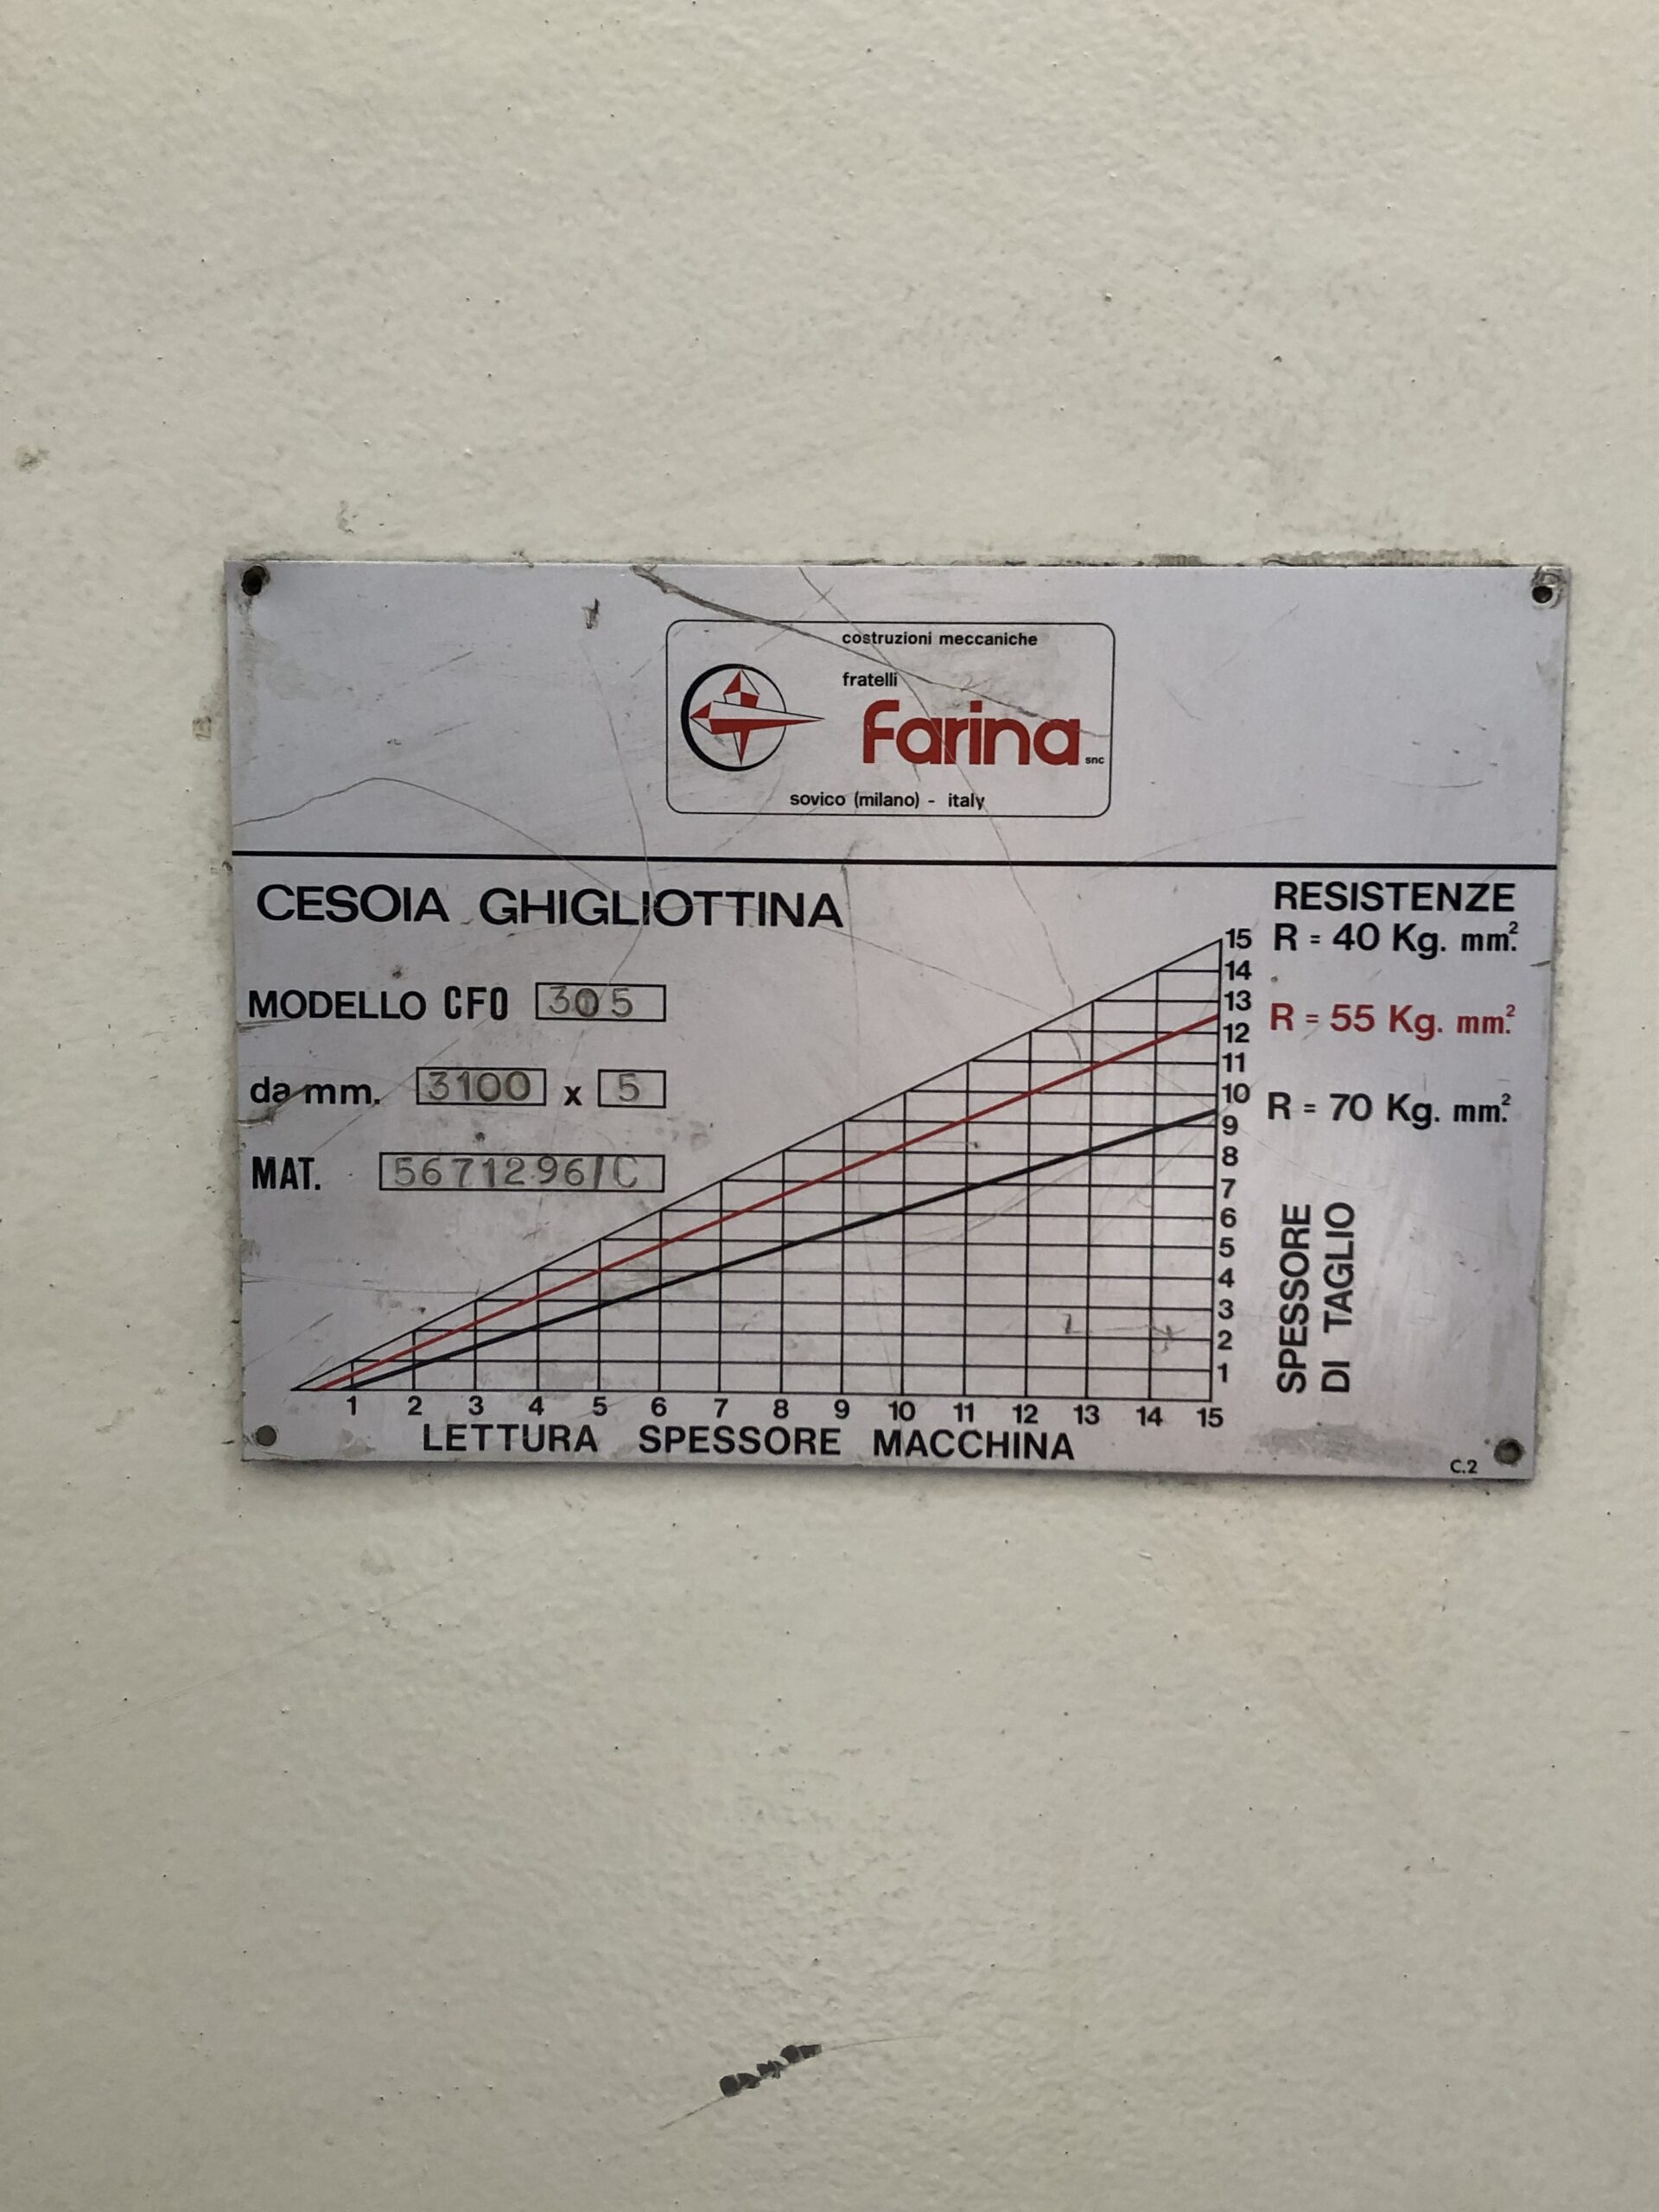 costruzioni meccaniche
fratelli
farina snc
sovico (milano) - italy
CESOIA GHIGLIOTTINA
MODELLO CFO 305
da mm. 3100 x 5
MAT. 5671296/C
RESISTENZE
R = 40 Kg. mm.²
R = 55 Kg. mm.²
R = 70 Kg. mm.²
15
14
13
12
11
10
9
8
7
6
5
4
3
2
1
SPESSORE
DI TAGLIO
1 2 3 4 5 6 7 8 9 10 11 12 13 14 15
LETTURA SPESSORE MACCHINA
C.2